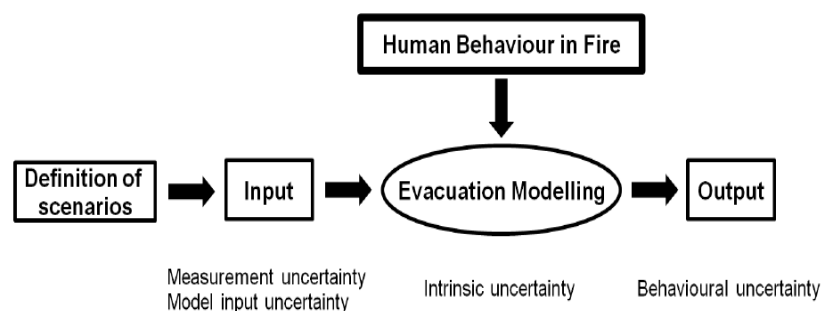 Human Behaviour in Fire
Definition of
scenarios
Input
Evacuation Modelling
Output
Measurement uncertainty
Model input uncertainty
Intrinsic uncertainty
Behavioural uncertainty